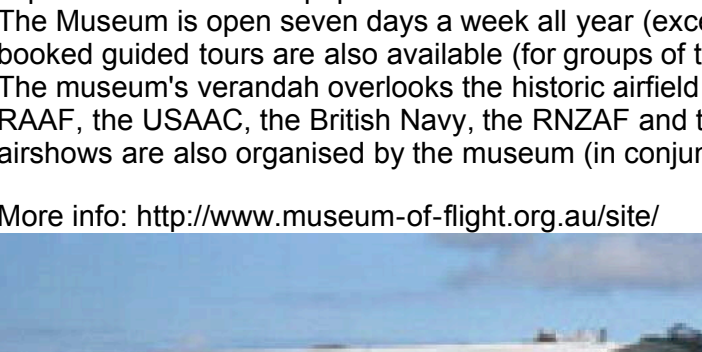 The Museum is open seven days a week all year (exce
booked guided tours are also available (for groups of t
The museum's verandah overlooks the historic airfield
RAAF, the USAAC, the British Navy, the RNZAF and t
airshows are also organised by the museum (in conjun
More info: http://www.museum-of-flight.org.au/site/